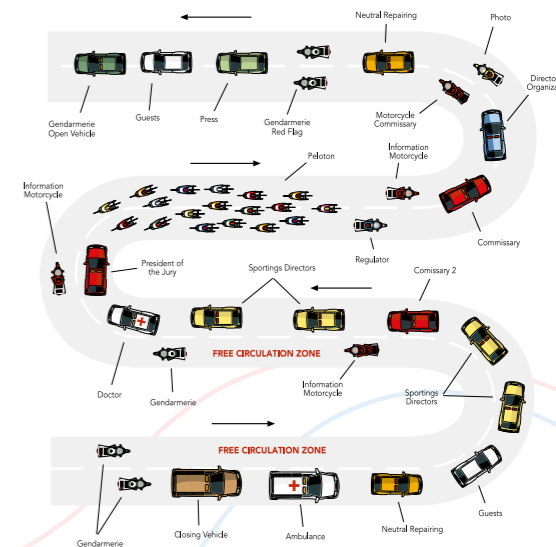 Neutral Repairing
Photo
Director
Organiza
Gendarmerie
Open Vehicle
Guests
Press
Gendarmerie
Red Flag
Motorcycle
Commissary
Information
Motorcycle
Peloton
Information
Motorcycle
Regulator
Commissary
President of
the Jury
Sportings Directors
Comissary 2
FREE CIRCULATION ZONE
Doctor
Gendarmerie
Information
Motorcycle
Sportings
Directors
FREE CIRCULATION ZONE
Guests
Gendarmerie
Closing Vehicle
Ambulance
Neutral Repairing